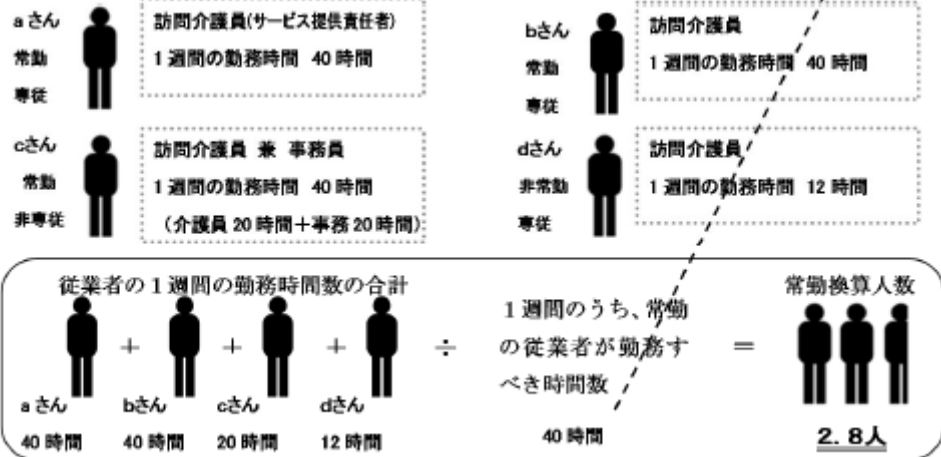 aさん
常勤
専従
訪問介護員(サービス提供責任者)
1週間の勤務時間 40時間
bさん
常勤
専従
訪問介護員
1週間の勤務時間 40時間
cさん
常勤
非専従
訪問介護員 兼 事務員
1週間の勤務時間 40時間
(介護員20時間+事務20時間)
dさん
非常勤
専従
訪問介護員
1週間の勤務時間 12時間
従業者の1週間の勤務時間数の合計
+ + + ÷
aさん bさん cさん dさん
40時間 40時間 20時間 12時間
1週間のうち、常勤
の従業者が勤務す
べき時間数
40時間
=
常勤換算人数
2.8人